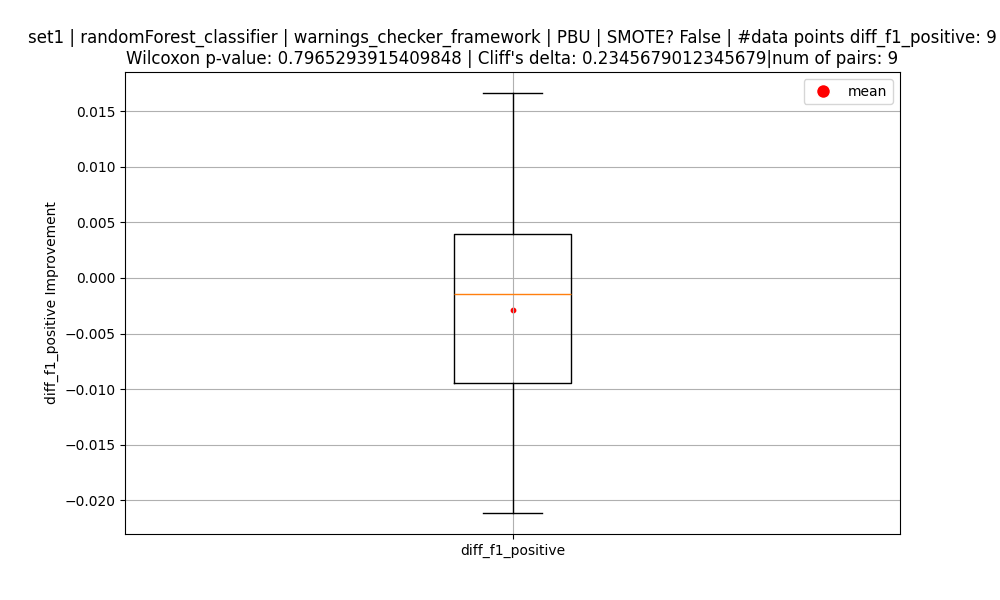 set1 | randomForest_classifier | warnings_checker_framework | PBU | SMOTE? False | #data points diff_f1_positive: 9
Wilcoxon p-value: 0.7965293915409848 | Cliff's delta: 0.2345679012345679|num of pairs: 9
mean
0.015
0.010
0.005
0.000
−0.005
−0.010
−0.015
−0.020
diff_f1_positive Improvement
diff_f1_positive